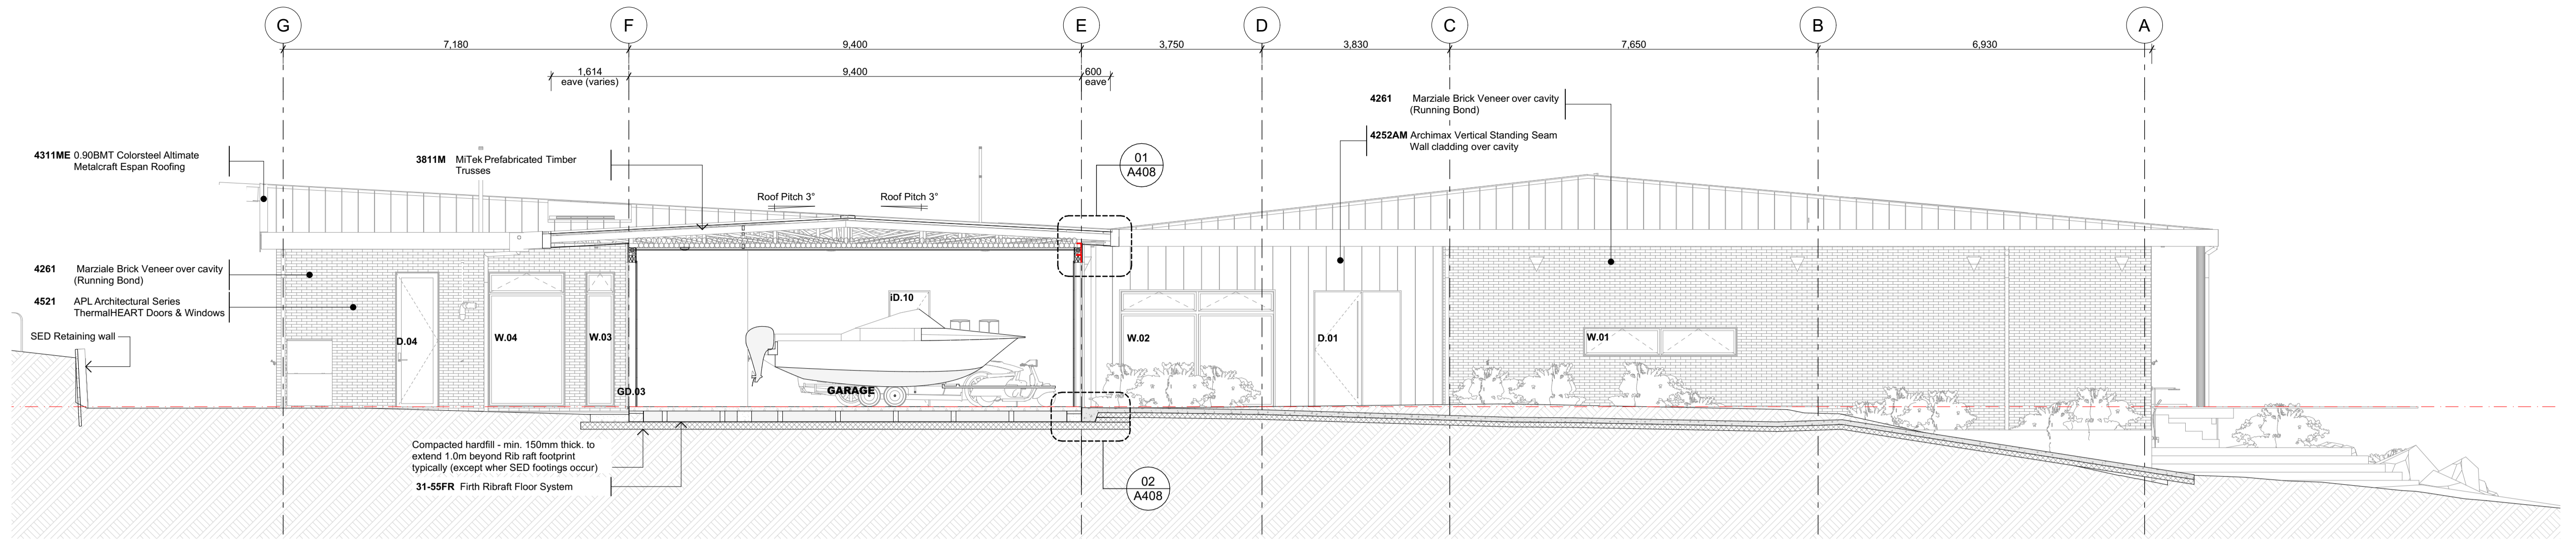 G
F
E
D
C
B
A
7,180
9,400
3,750
3,830
7,650
6,930
1,614
eave (varies)
9,400
600
eave
4261 Marziale Brick Veneer over cavity
(Running Bond)
4252AM Archimax Vertical Standing Seam
Wall cladding over cavity
4311ME 0.90BMT Colorsteel Altimate
Metalcraft Espan Roofing
3811M MiTek Prefabricated Timber
Trusses
01
A408
Roof Pitch 3°
Roof Pitch 3°
4261 Marziale Brick Veneer over cavity
(Running Bond)
4521 APL Architectural Series
ThermalHEART Doors & Windows
SED Retaining wall
D.04
W.04
W.03
GD.03
iD.10
GARAGE
W.02
D.01
W.01
Compacted hardfill - min. 150mm thick. to
extend 1.0m beyond Rib raft footprint
typically (except wher SED footings occur)
31-55FR Firth Ribraft Floor System
02
A408